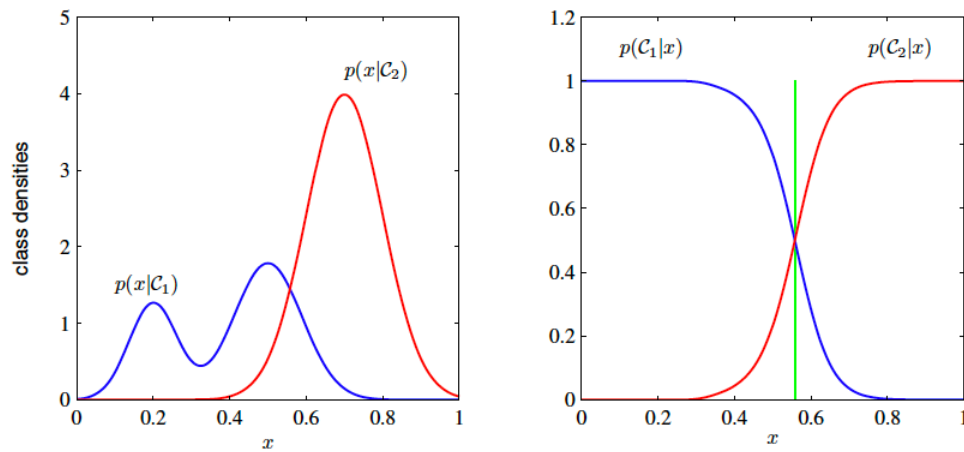 5
4
3
2
1
0
class densities
p(x|C₂)
p(x|C₁)
0 0.2 0.4 0.6 0.8 1
x
1.2
1
0.8
0.6
0.4
0.2
0
p(C₁|x) p(C₂|x)
0 0.2 0.4 0.6 0.8 1
x